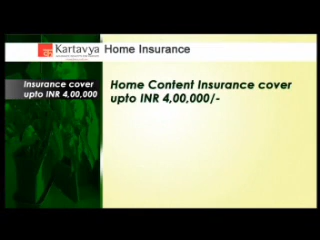 Kartavya Home Insurance
Insurance cover
upto INR 4,00,000
Home Content Insurance cover
upto INR 4,00,000/-